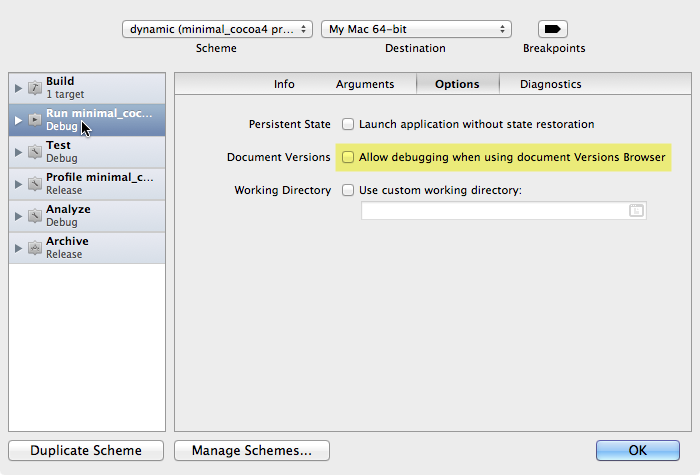 dynamic (minimal_cocoa4 pr...
My Mac 64-bit
Scheme
Destination
Breakpoints
Build
1 target
Run minimal_coc...
Debug
Test
Debug
Profile minimal_c...
Release
Analyze
Debug
Archive
Release
Info
Arguments
Options
Diagnostics
Persistent State
Launch application without state restoration
Document Versions
Allow debugging when using document Versions Browser
Working Directory
Use custom working directory:
Duplicate Scheme
Manage Schemes...
OK